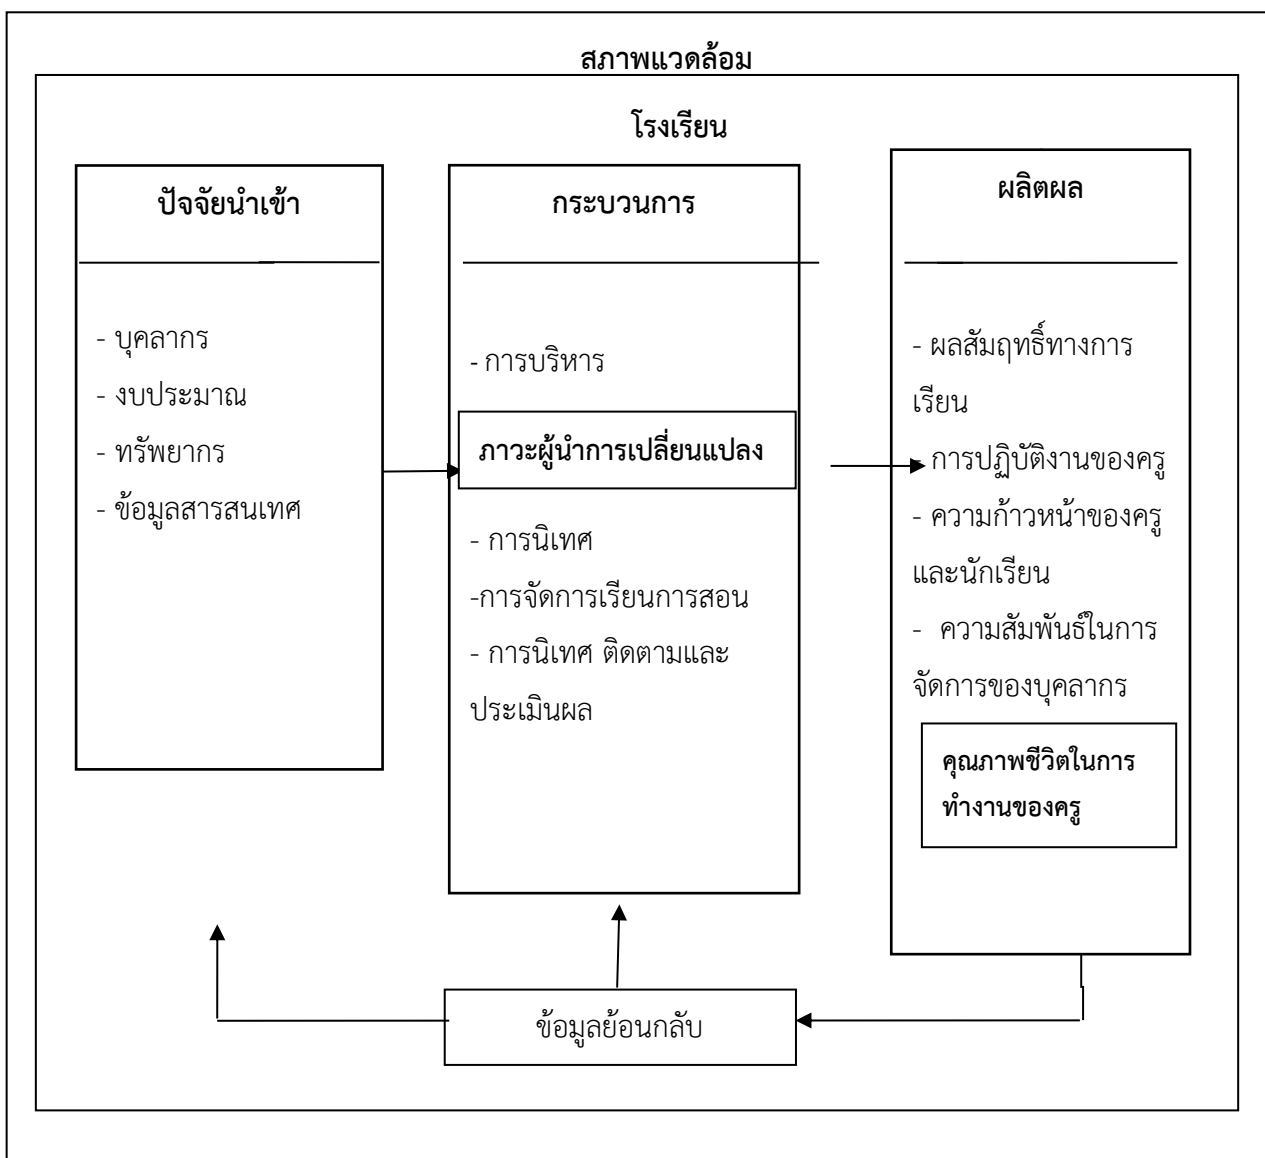 สภาพแวดล้อม
โรงเรียน
ปัจจัยนำเข้า
- บุคลากร
- งบประมาณ
- ทรัพยากร
- ข้อมูลสารสนเทศ
กระบวนการ
- การบริหาร
ภาวะผู้นำการเปลี่ยนแปลง
- การนิเทศ
-การจัดการเรียนการสอน
- การนิเทศ ติดตามและ
ประเมินผล
ผลิตผล
- ผลสัมฤทธิ์ทางการ
เรียน
- การปฏิบัติงานของครู
- ความก้าวหน้าของครู
และนักเรียน
- ความสัมพันธ์ในการ
จัดการของบุคลากร
คุณภาพชีวิตในการ
ทำงานของครู
ข้อมูลย้อนกลับ